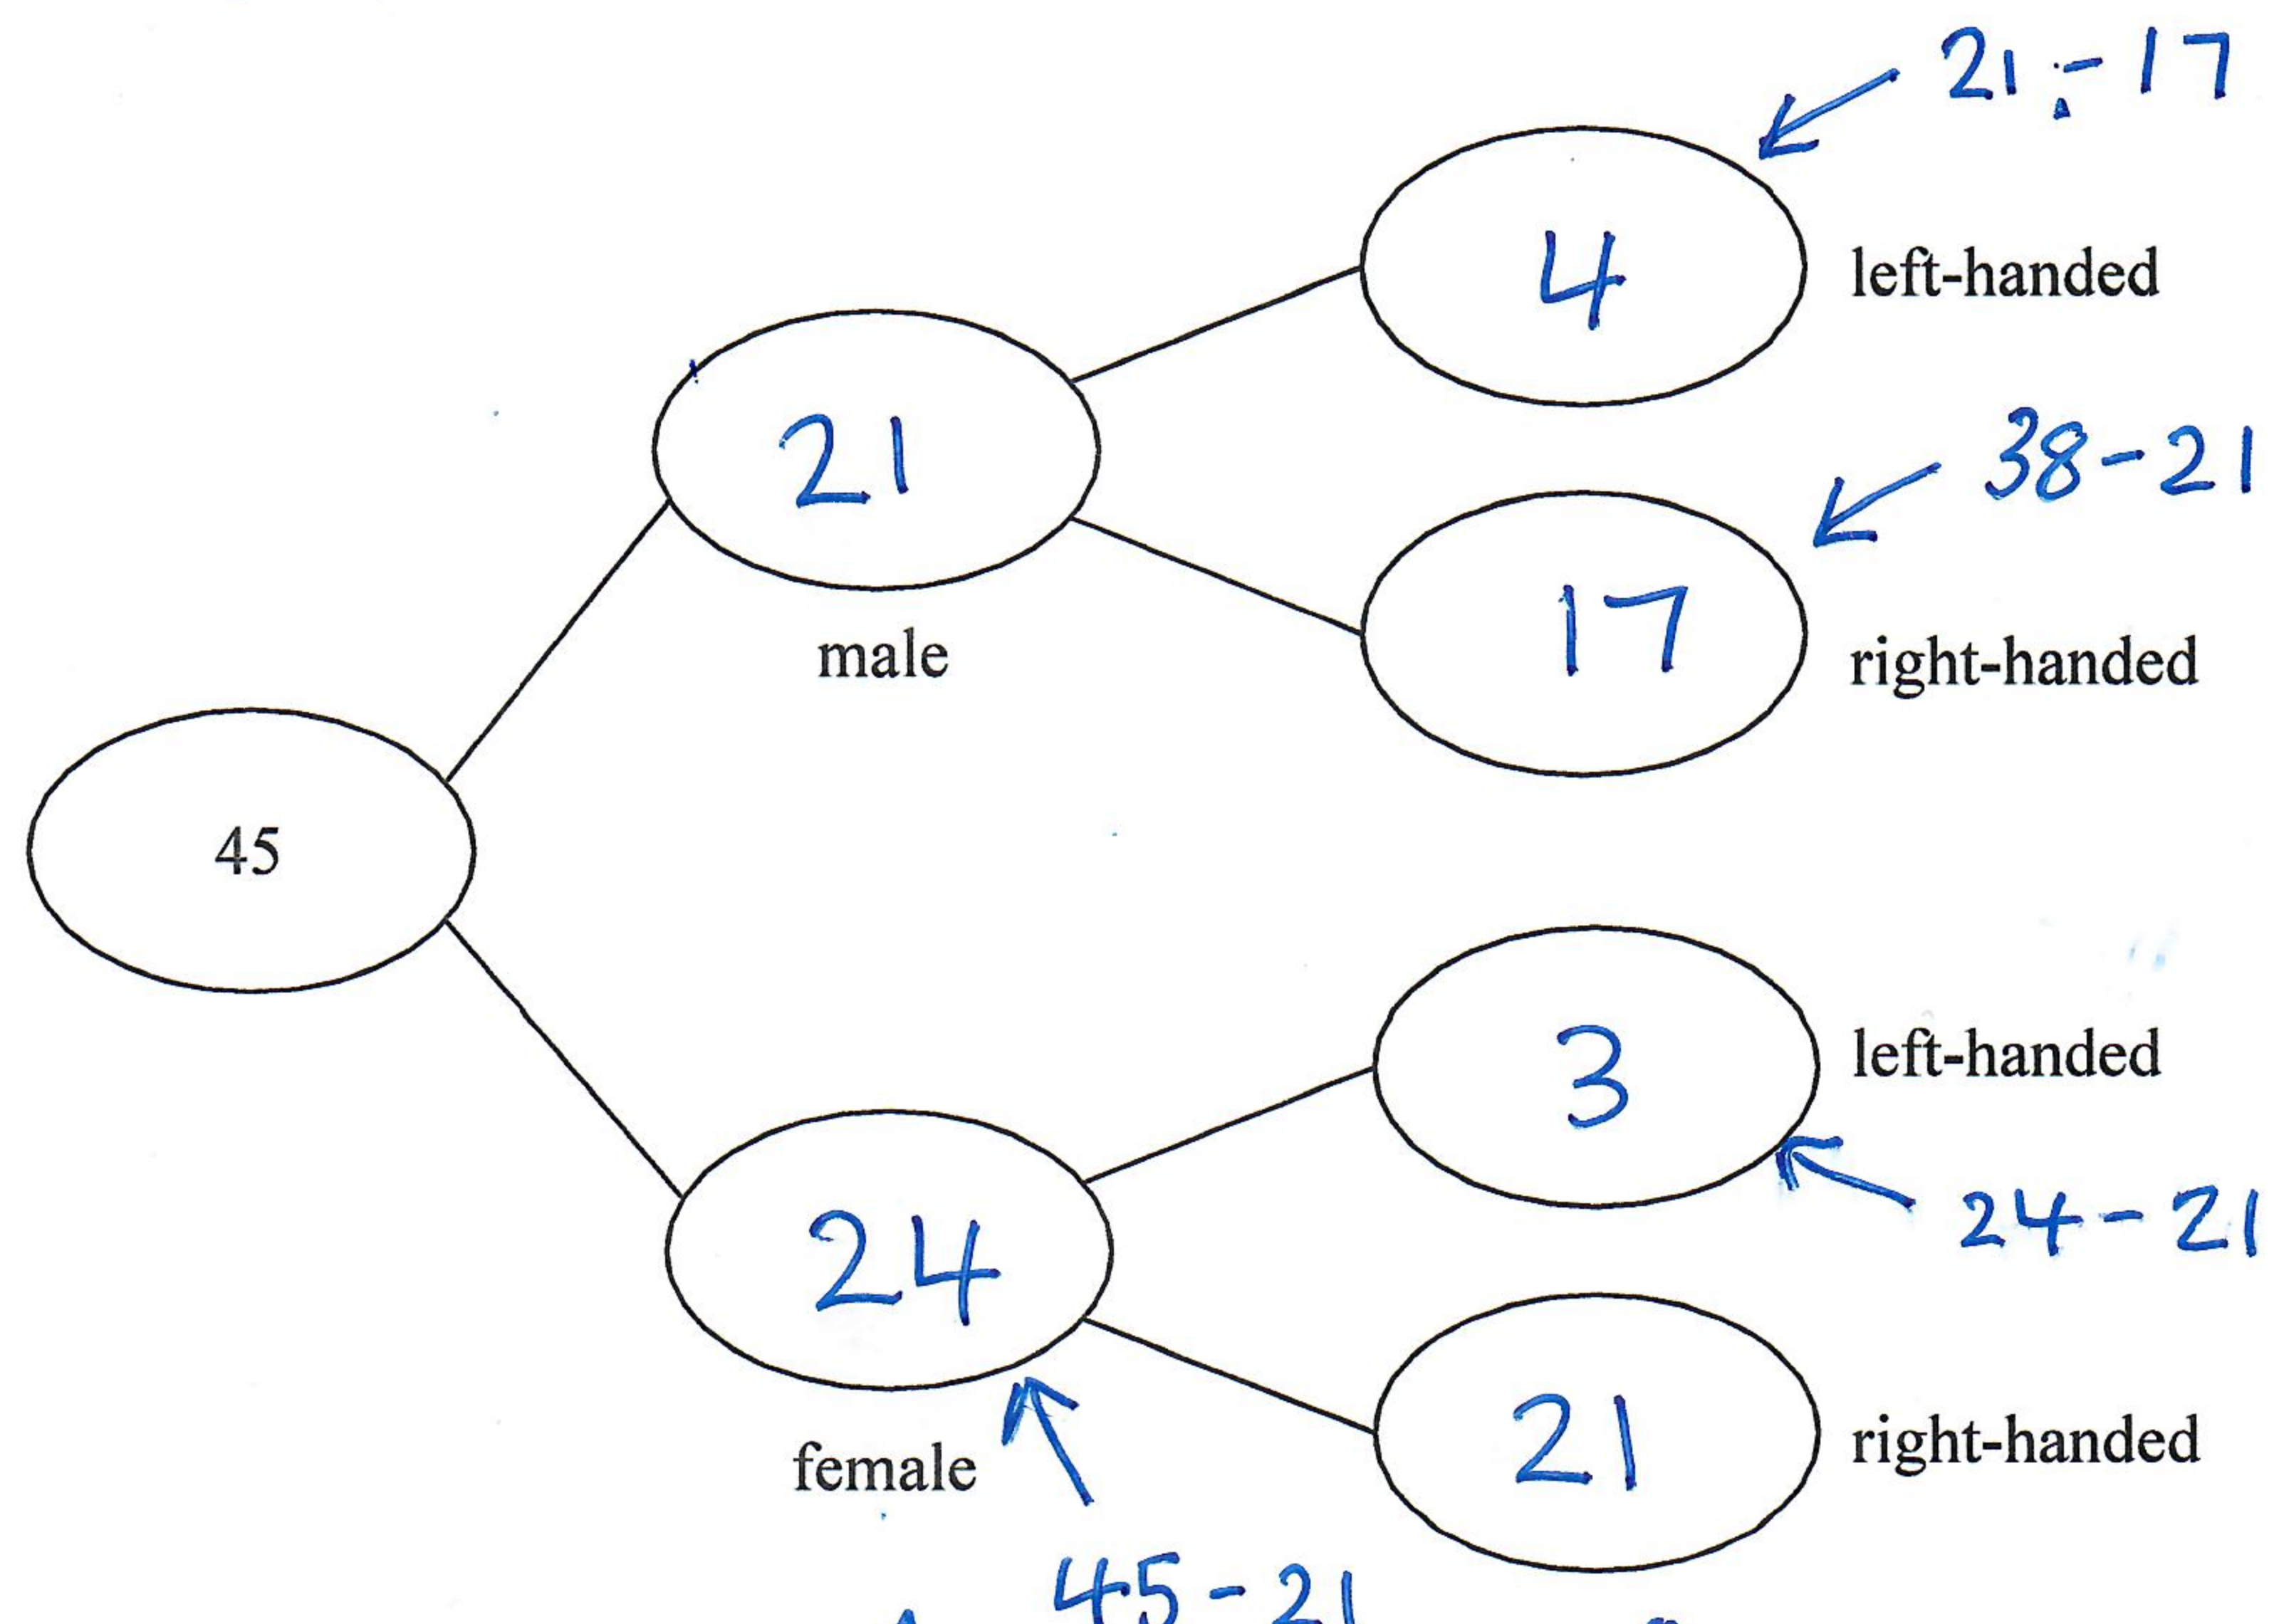 21 - 17
4
left-handed
21
38 - 21
17
male
right-handed
45
3
left-handed
24
24 - 21
21
female
right-handed
45 - 21